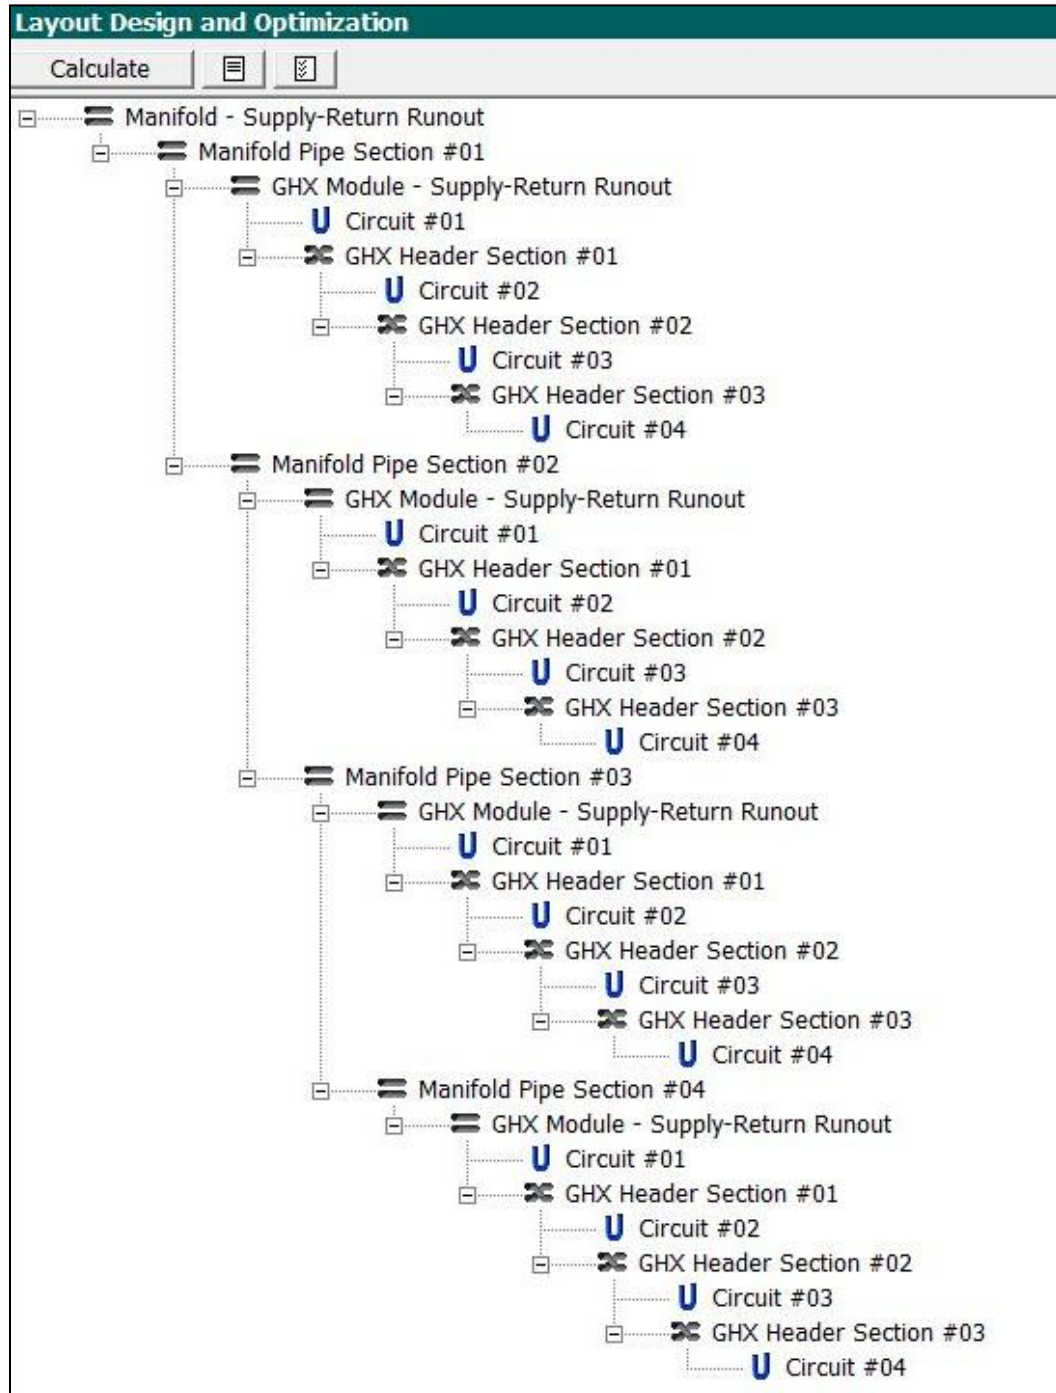 Layout Design and Optimization
Calculate
Manifold - Supply-Return Runout
Manifold Pipe Section #01
GHX Module - Supply-Return Runout
Circuit #01
GHX Header Section #01
Circuit #02
GHX Header Section #02
Circuit #03
GHX Header Section #03
Circuit #04
Manifold Pipe Section #02
GHX Module - Supply-Return Runout
Circuit #01
GHX Header Section #01
Circuit #02
GHX Header Section #02
Circuit #03
GHX Header Section #03
Circuit #04
Manifold Pipe Section #03
GHX Module - Supply-Return Runout
Circuit #01
GHX Header Section #01
Circuit #02
GHX Header Section #02
Circuit #03
GHX Header Section #03
Circuit #04
Manifold Pipe Section #04
GHX Module - Supply-Return Runout
Circuit #01
GHX Header Section #01
Circuit #02
GHX Header Section #02
Circuit #03
GHX Header Section #03
Circuit #04